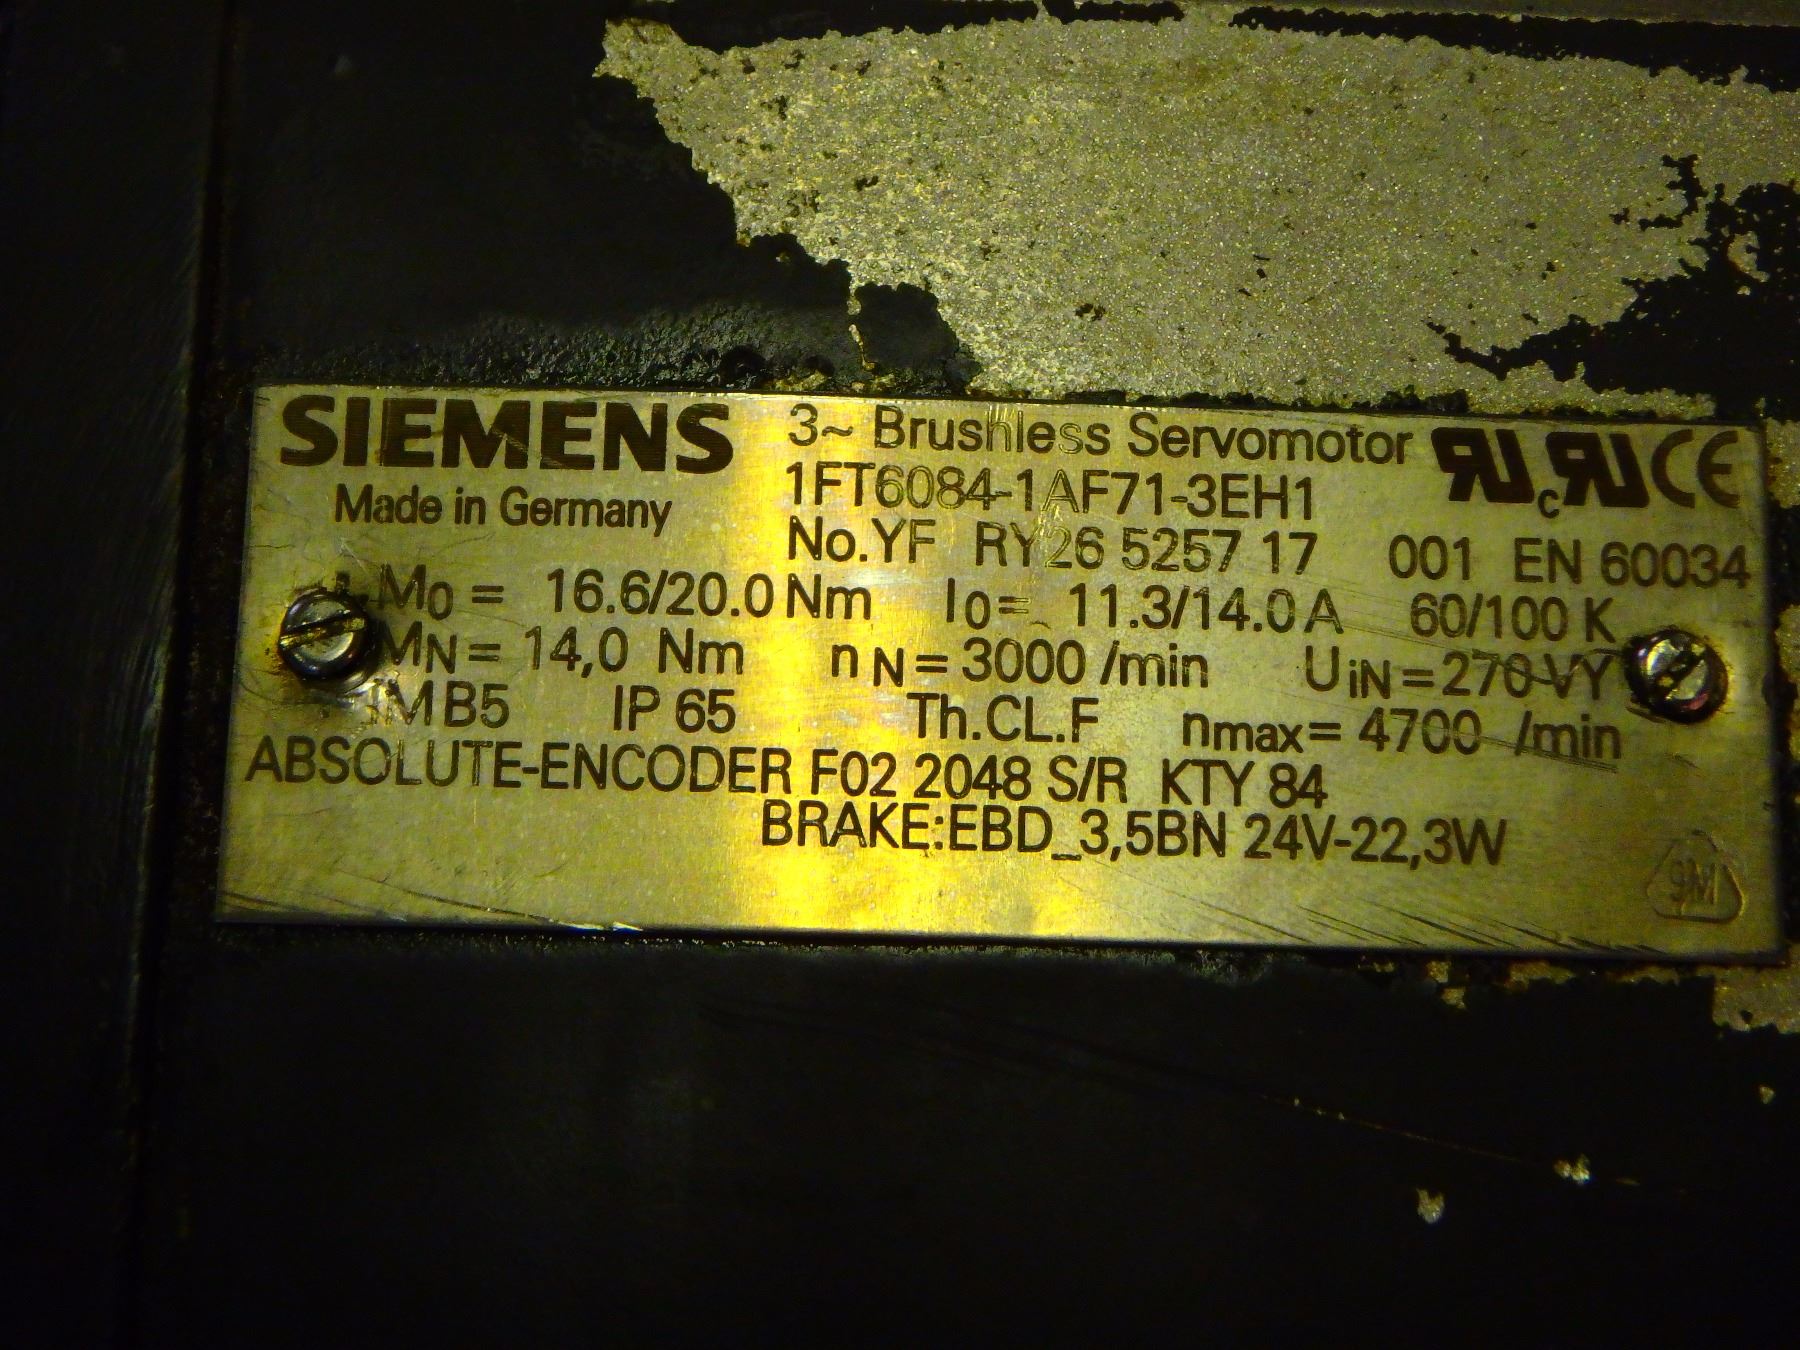 SIEMENS 3~ Brushless Servomotor
Made in Germany 1FT6084-1AF71-3EH1
No.YF RY26 5257 17 001 EN 60034
M0 = 16.6/20.0 Nm I0= 11.3/14.0 A 60/100 K
MN = 14,0 Nm nN = 3000 /min UiN = 270 VY
IM B5 IP 65 Th.CL.F nmax= 4700 /min
ABSOLUTE-ENCODER F02 2048 S/R KTY 84
BRAKE:EBD_3,5BN 24V-22,3W